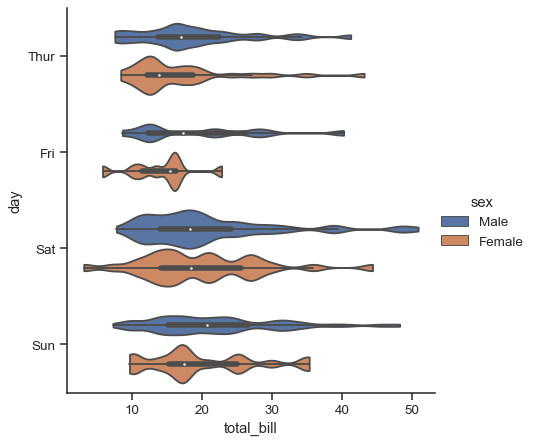 Thur
Fri
Sat
Sun
day
10 20 30 40 50
total_bill
sex
Male
Female